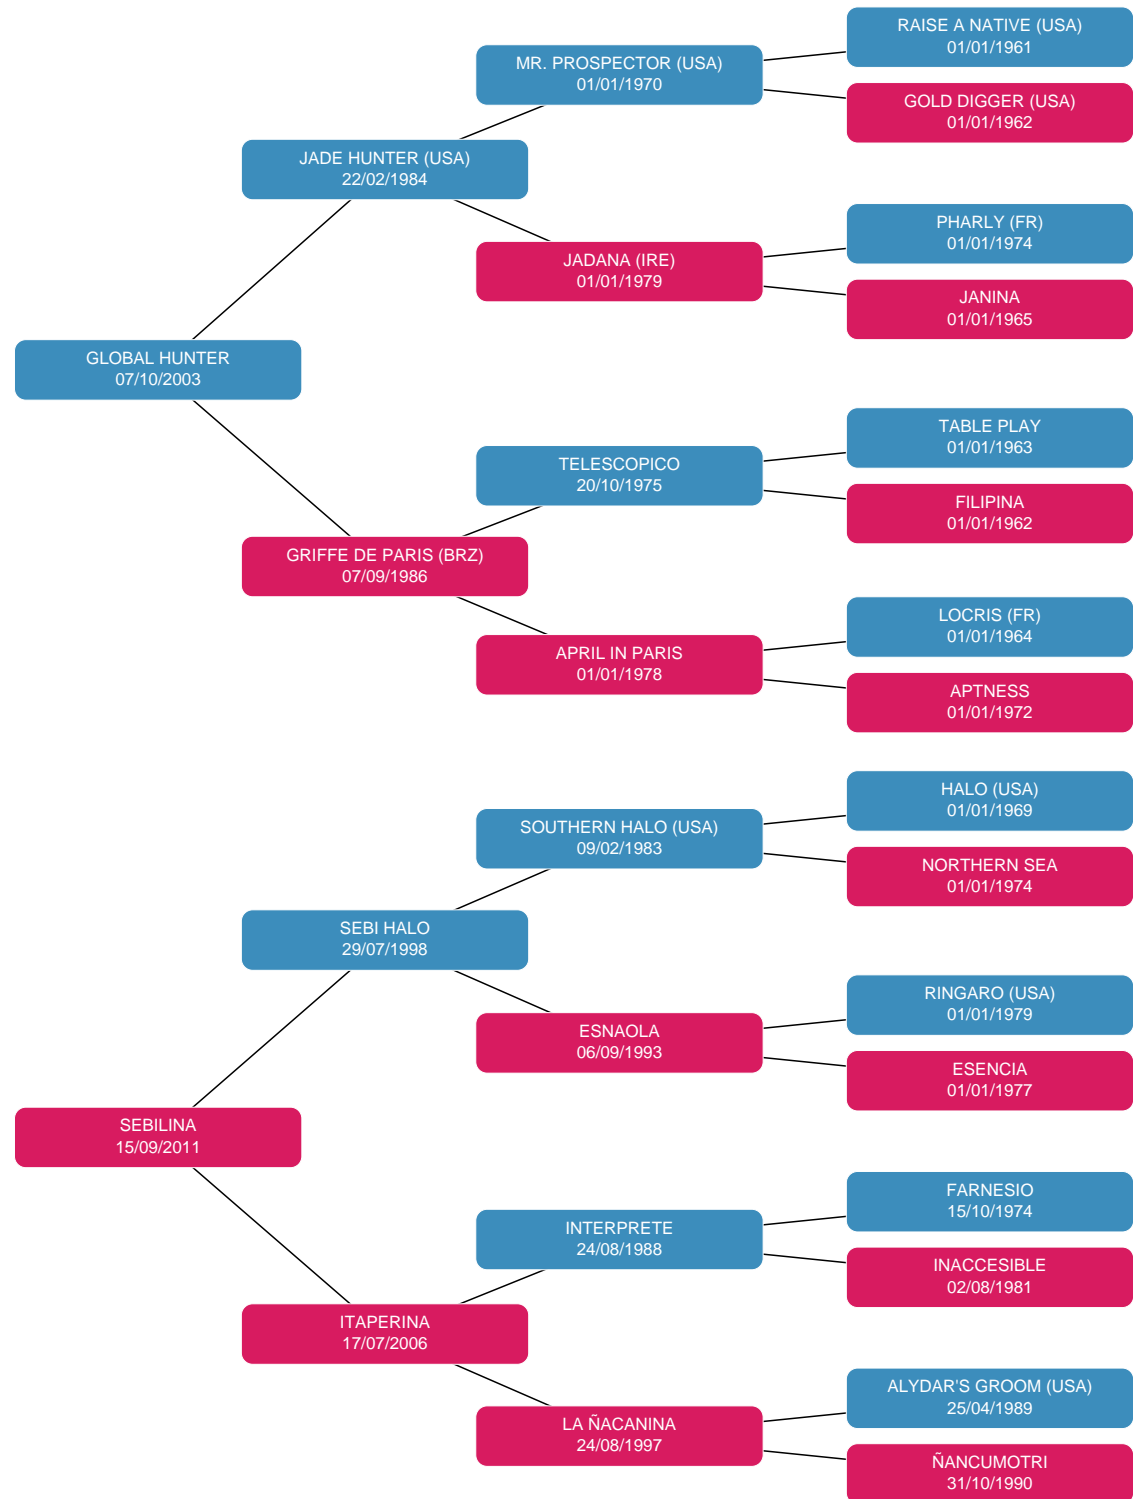 RAISE A NATIVE (USA)
01/01/1961
MR. PROSPECTOR (USA)
01/01/1970
GOLD DIGGER (USA)
01/01/1962
JADE HUNTER (USA)
22/02/1984
PHARLY (FR)
01/01/1974
JADANA (IRE)
01/01/1979
JANINA
01/01/1965
GLOBAL HUNTER
07/10/2003
TABLE PLAY
01/01/1963
TELESCOPICO
20/10/1975
FILIPINA
01/01/1962
GRIFFE DE PARIS (BRZ)
07/09/1986
LOCRIS (FR)
01/01/1964
APRIL IN PARIS
01/01/1978
APTNESS
01/01/1972
HALO (USA)
01/01/1969
SOUTHERN HALO (USA)
09/02/1983
NORTHERN SEA
01/01/1974
SEBI HALO
29/07/1998
RINGARO (USA)
01/01/1979
ESNAOLA
06/09/1993
ESENCIA
01/01/1977
SEBILINA
15/09/2011
FARNESIO
15/10/1974
INTERPRETE
24/08/1988
INACCESIBLE
02/08/1981
ITAPERINA
17/07/2006
ALYDAR'S GROOM (USA)
25/04/1989
LA ÑACANINA
24/08/1997
ÑANCUMOTRI
31/10/1990